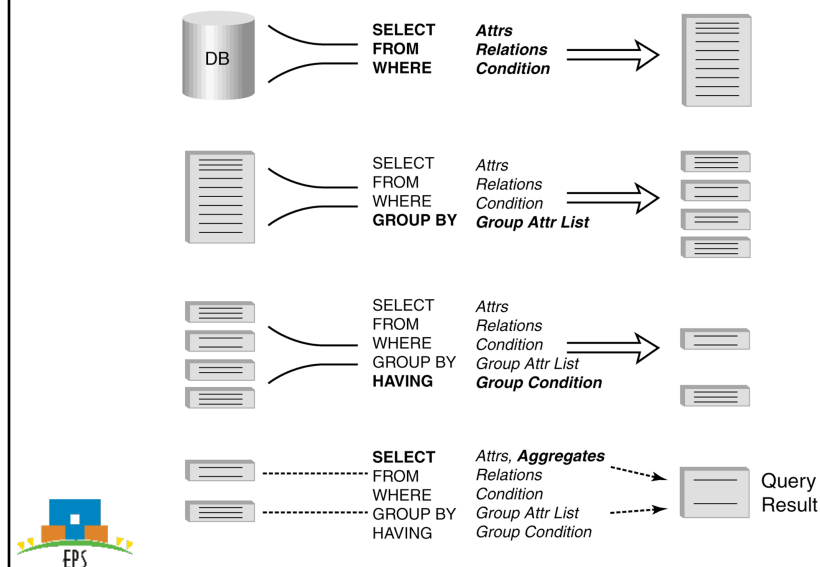 DB
SELECT Attrs
FROM Relations
WHERE Condition
SELECT Attrs
FROM Relations
WHERE Condition
GROUP BY Group Attr List
SELECT Attrs
FROM Relations
WHERE Condition
GROUP BY Group Attr List
HAVING Group Condition
SELECT Attrs, Aggregates
FROM Relations
WHERE Condition
GROUP BY Group Attr List
HAVING Group Condition
Query
Result
EPS